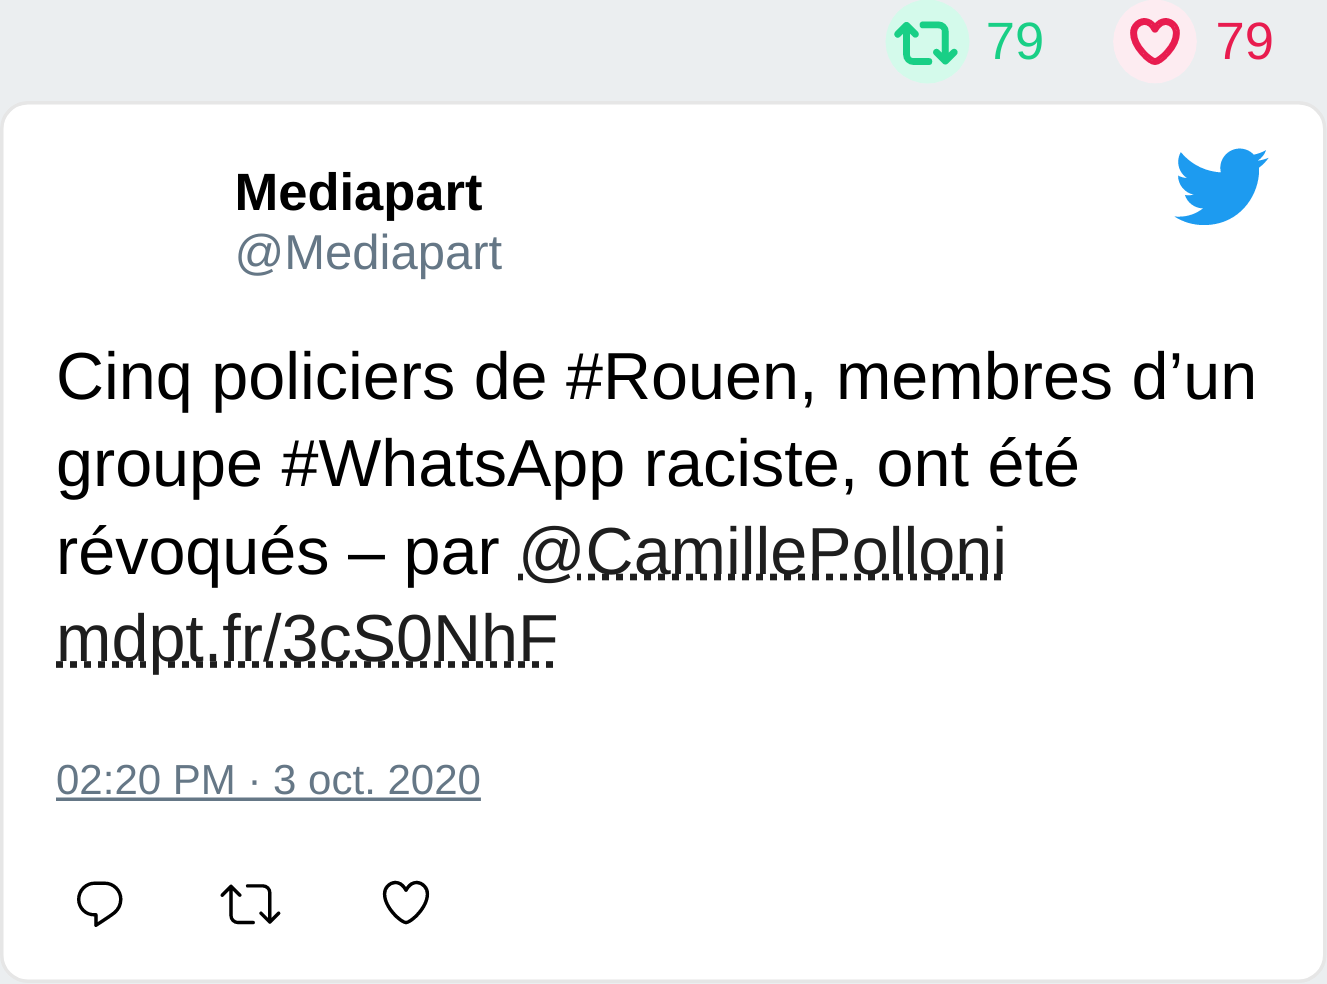 79 79
Mediapart
@Mediapart
Cinq policiers de #Rouen, membres d’un
groupe #WhatsApp raciste, ont été
révoqués – par @CamillePolloni
mdpt.fr/3cS0NhF
02:20 PM · 3 oct. 2020